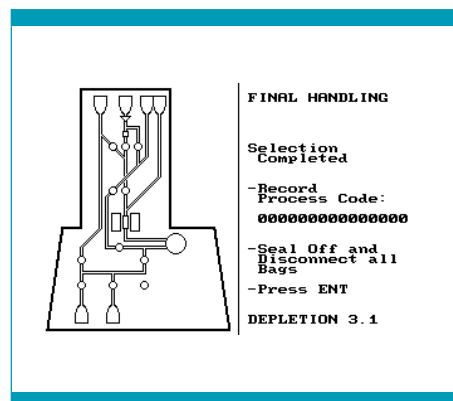 FINAL HANDLING
Selection
Completed
-Record
Process Code:
000000000000000
-Seal Off and
Disconnect all
Bags
-Press ENT
DEPLETION 3.1